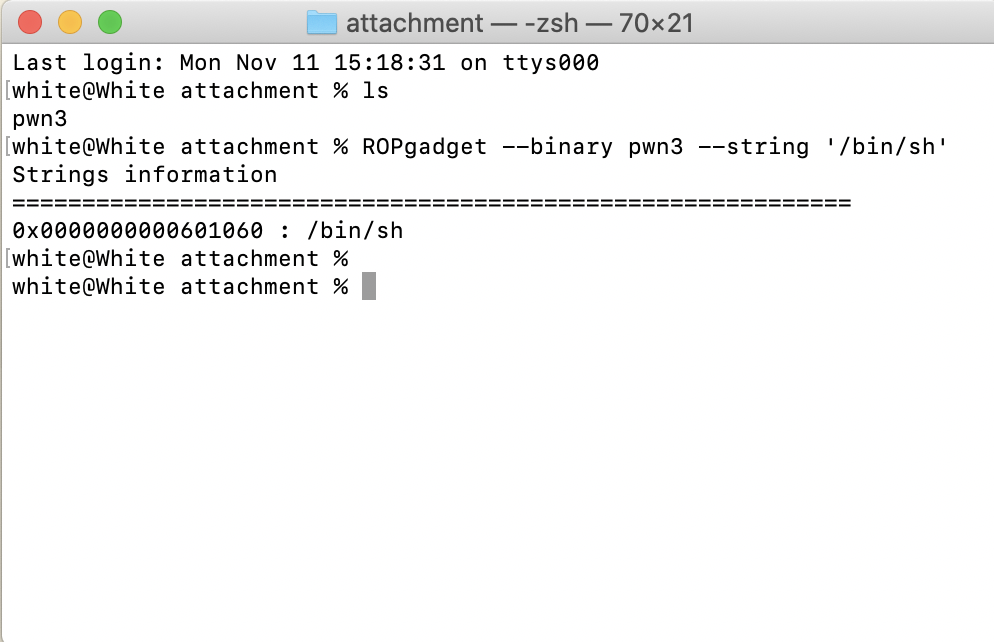 attachment — -zsh — 70×21
Last login: Mon Nov 11 15:18:31 on ttys000
[white@White attachment % ls
pwn3
[white@White attachment % ROPgadget --binary pwn3 --string '/bin/sh'
Strings information
============================================================
0x0000000000601060 : /bin/sh
[white@White attachment %
white@White attachment %